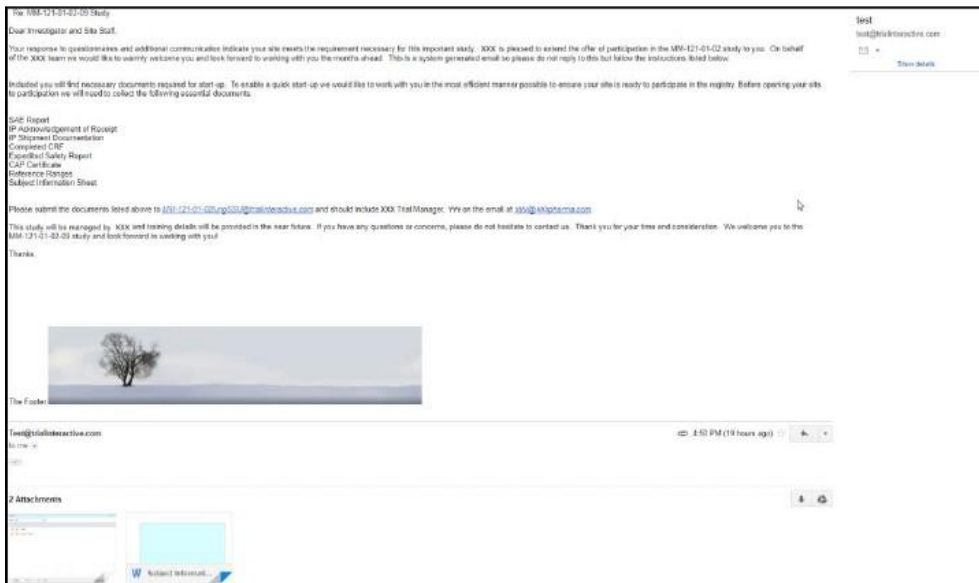 Re: MM-121-01-02-09 Study
Dear Investigator and Site Staff,
Your response to questionnaires and additional communication indicate your site meets the requirement necessary for this important study. XXX is pleased to extend the offer of participation in the MM-121-01-02 study to you. On behalf
of the XXX team we would like to warmly welcome you and look forward to working with you the months ahead. This is a system generated email so please do not reply to this but follow the instructions listed below.
Included you will find necessary documents required for start-up. To enable a quick start-up we would like to work with you in the most efficient manner possible to ensure your site is ready to participate in the registry. Before opening your site
to participation we will need to collect the following essential documents.
SAE Report
IP Acknowledgement of Receipt
IP Shipment Documentation
Completed CRF
Expedited Safety Report
CAP Certificate
Reference Ranges
Subject Information Sheet
Please submit the documents listed above to and should include XXX Trial Manager, on the email at
This study will be managed by XXX and training details will be provided in the near future. If you have any questions or concerns, please do not hesitate to contact us. Thank you for your time and consideration. We welcome you to the
MM-121-01-02-09 study and look forward to working with you!
Thanks,
The Footer
Test@trialinteractive.com
to me
4:50 PM (19 hours ago)
2 Attachments
W Subject Informati...
test
test@trialinteractive.com
Show details